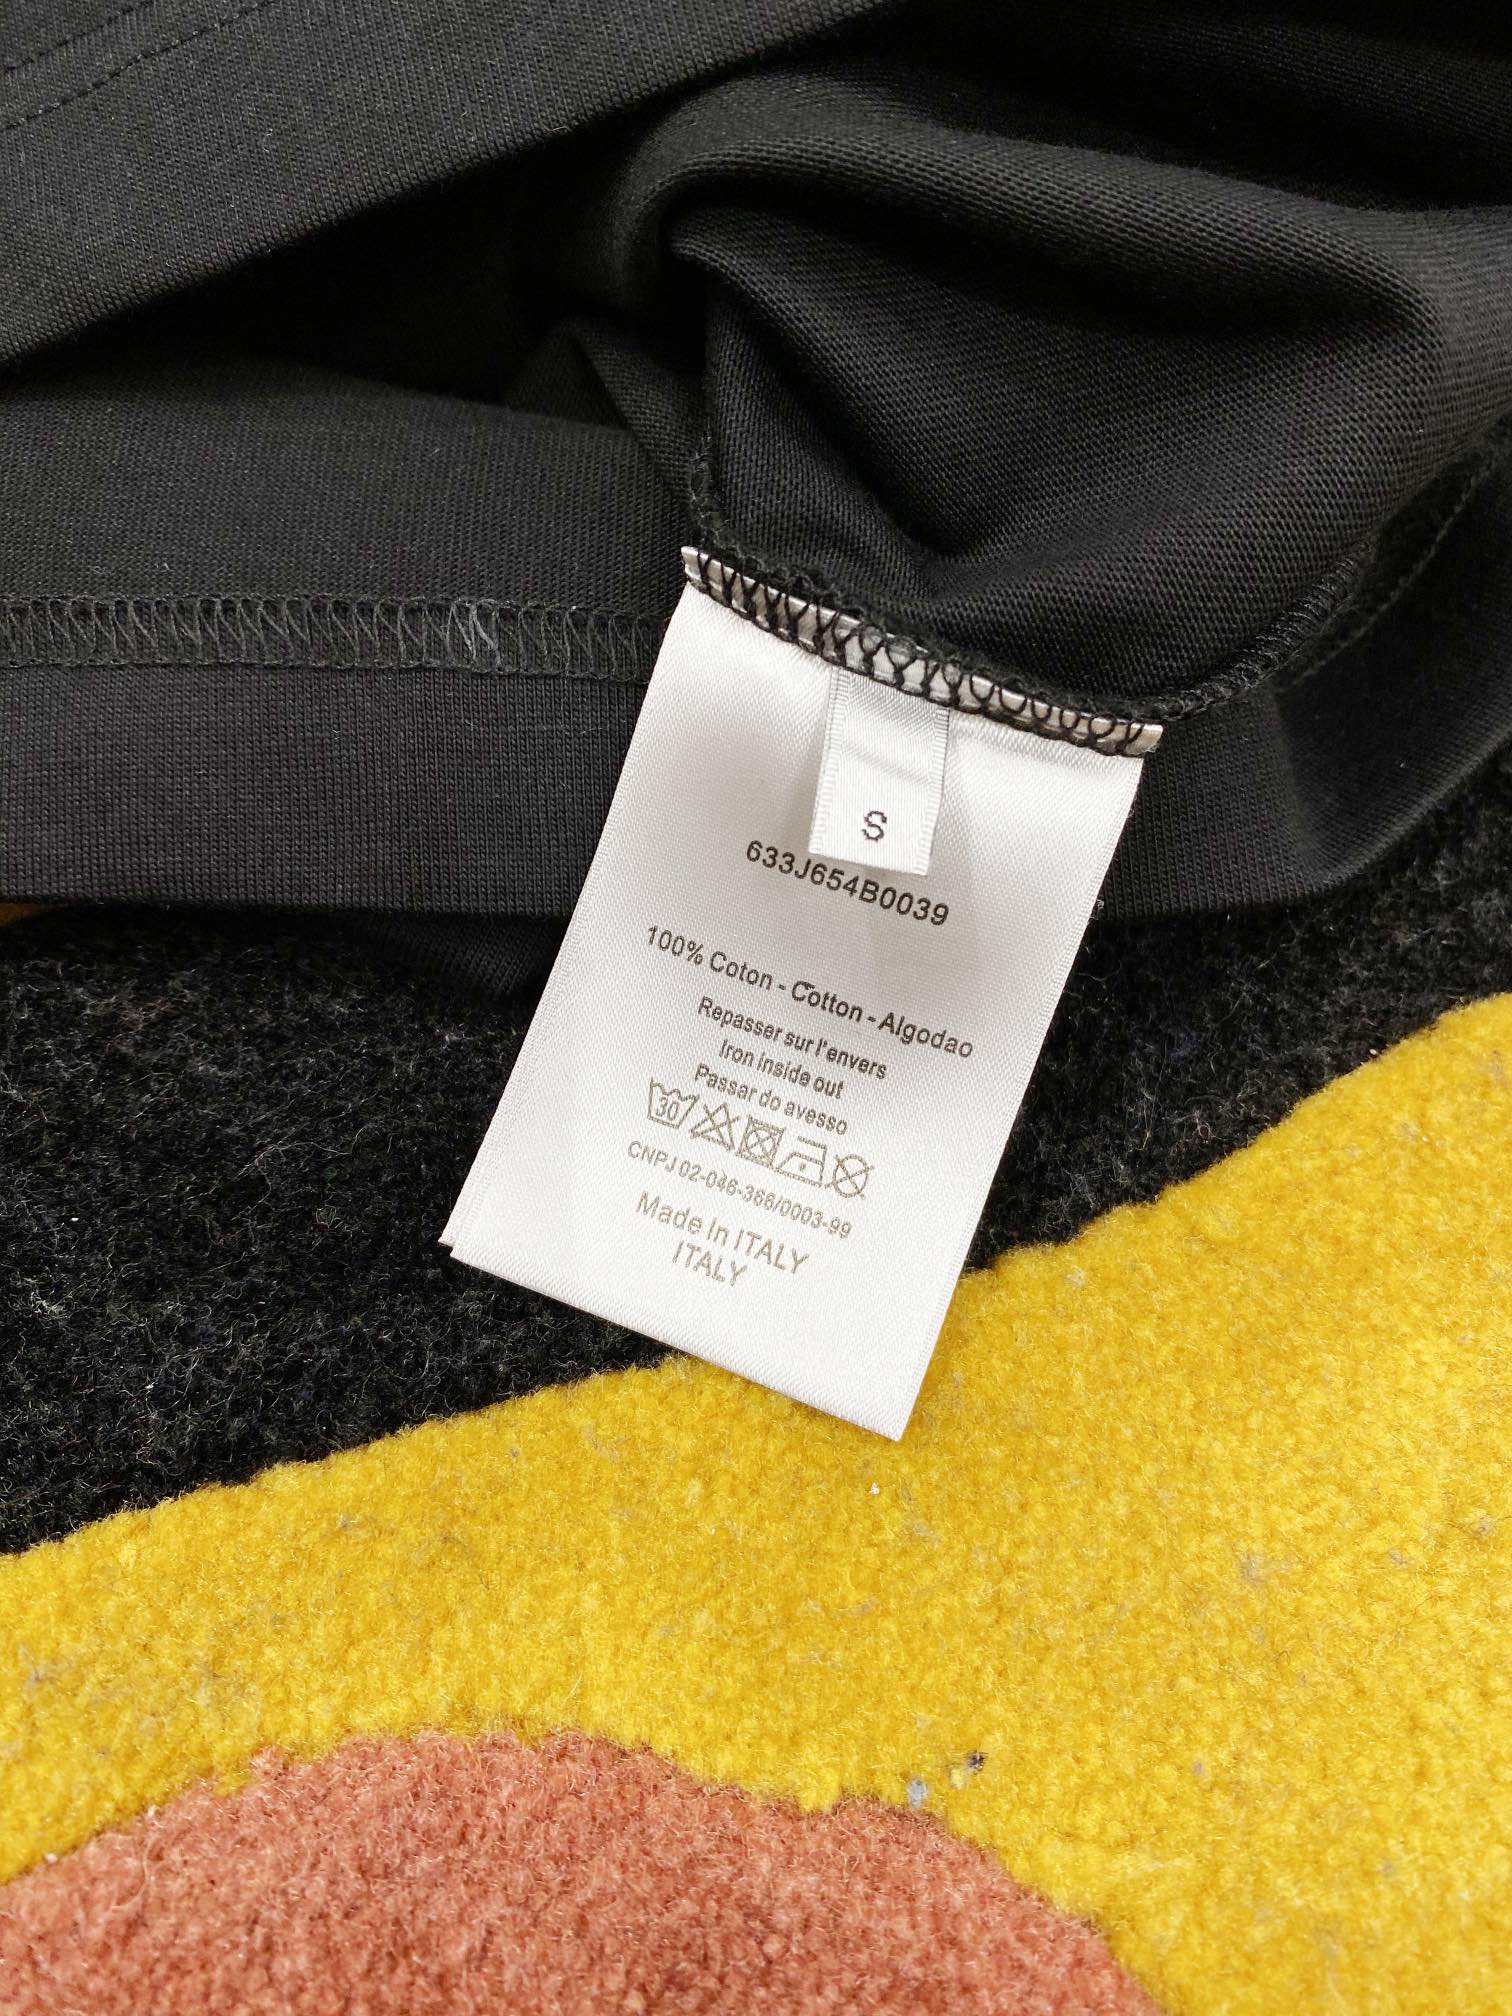 S
633J654B0039
100% Coton - Cotton - Algodao
Repasser sur l'envers
Iron inside out
Passar do avesso
30
CNPJ 02-046-366/0003-99
Made In ITALY
ITALY